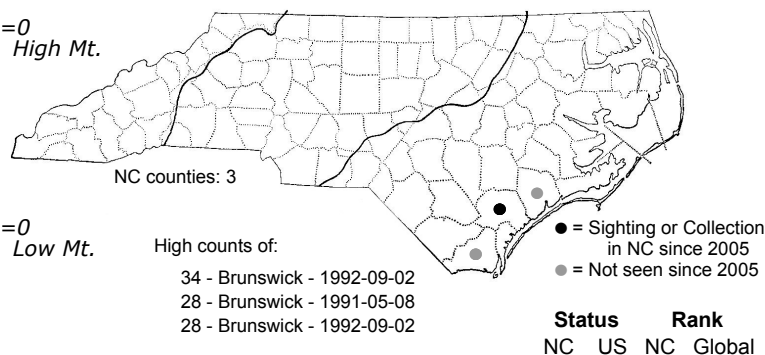 =0
High Mt.
NC counties: 3
=0
Low Mt.
High counts of:
34 - Brunswick - 1992-09-02
28 - Brunswick - 1991-05-08
28 - Brunswick - 1992-09-02
● = Sighting or Collection
in NC since 2005
● = Not seen since 2005
Status Rank
NC US NC Global